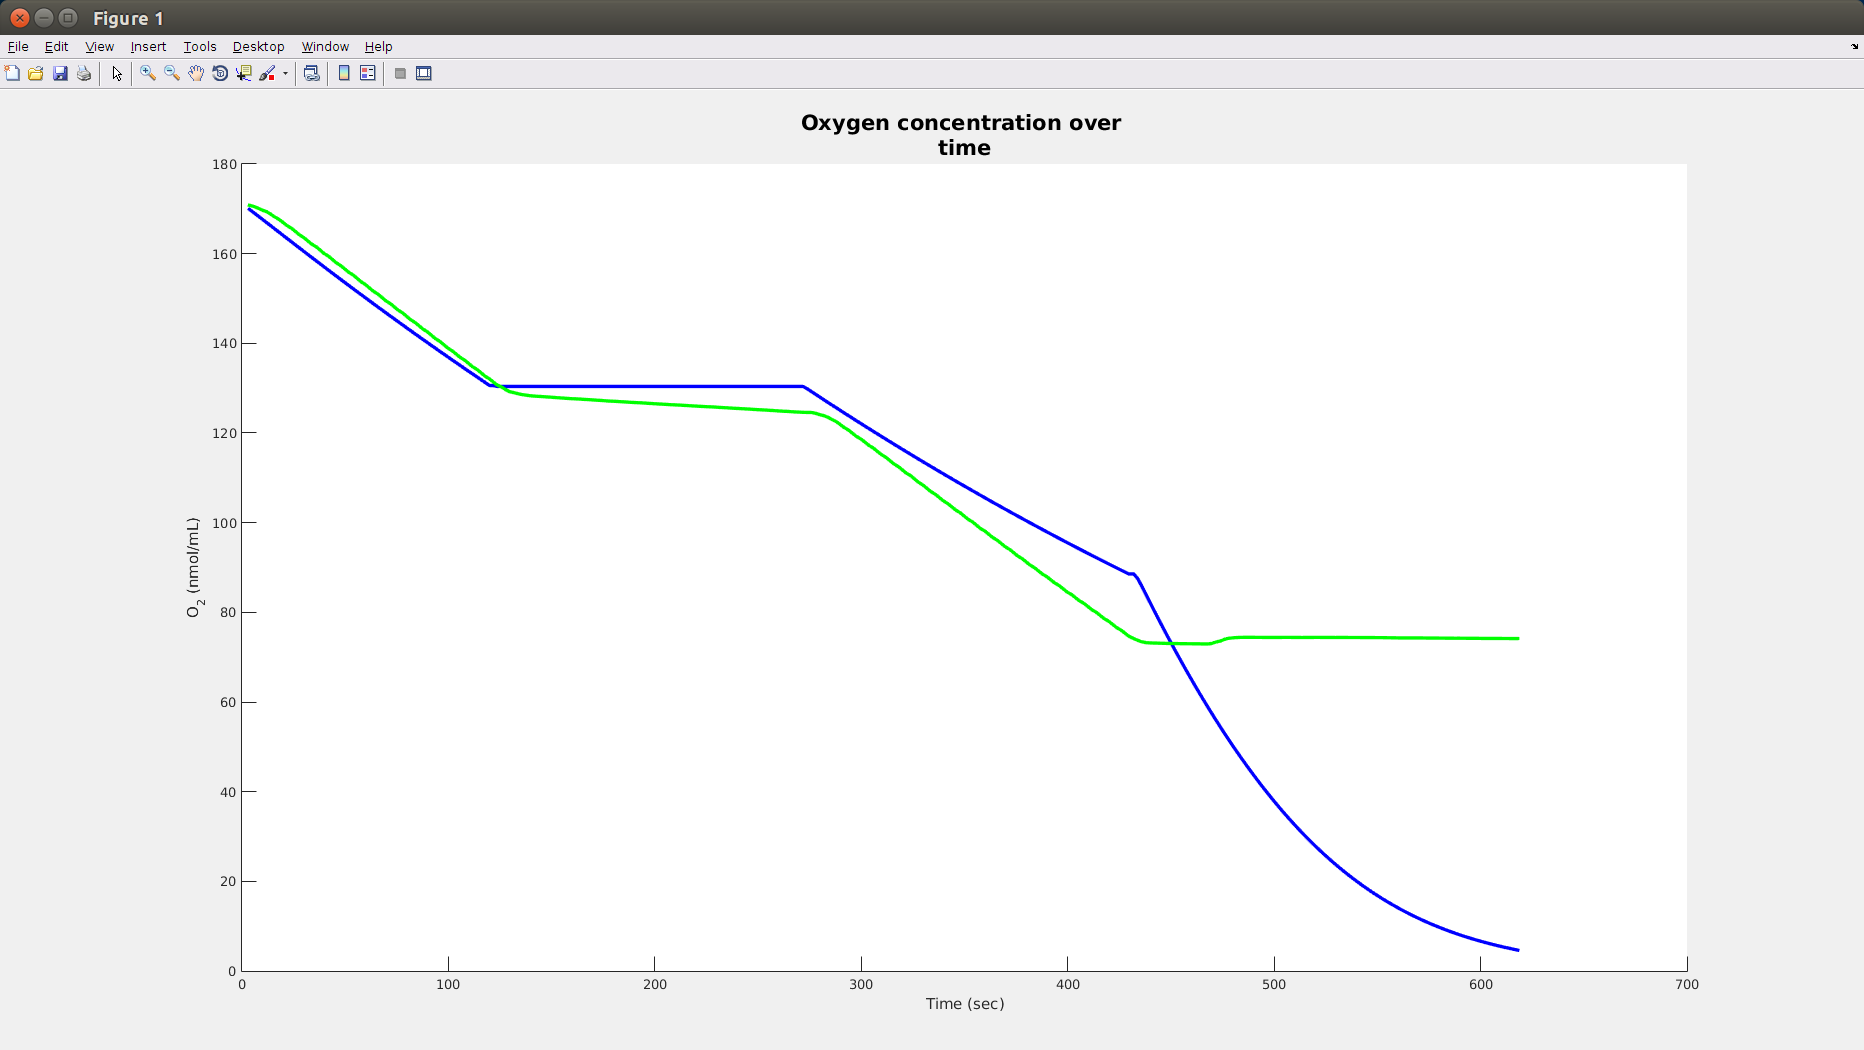 Figure 1
File Edit View Insert Tools Desktop Window Help
Oxygen concentration over
time
180
160
140
120
100
80
60
40
20
0
O2 (nmol/mL)
0 100 200 300 400 500 600 700
Time (sec)